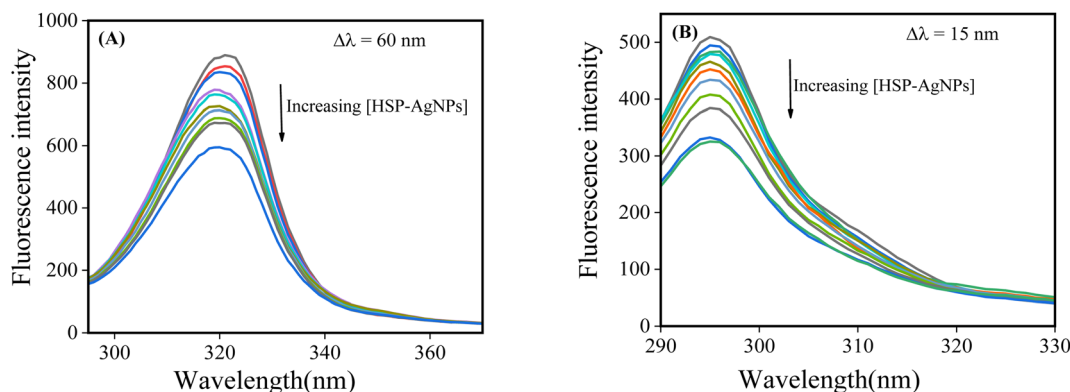 (A)
Δλ = 60 nm
Increasing [HSP-AgNPs]
Fluorescence intensity
1000
800
600
400
200
0
300 320 340 360
Wavelength(nm)
(B)
Δλ = 15 nm
Increasing [HSP-AgNPs]
Fluorescence intensity
500
400
300
200
100
0
290 300 310 320 330
Wavelength(nm)